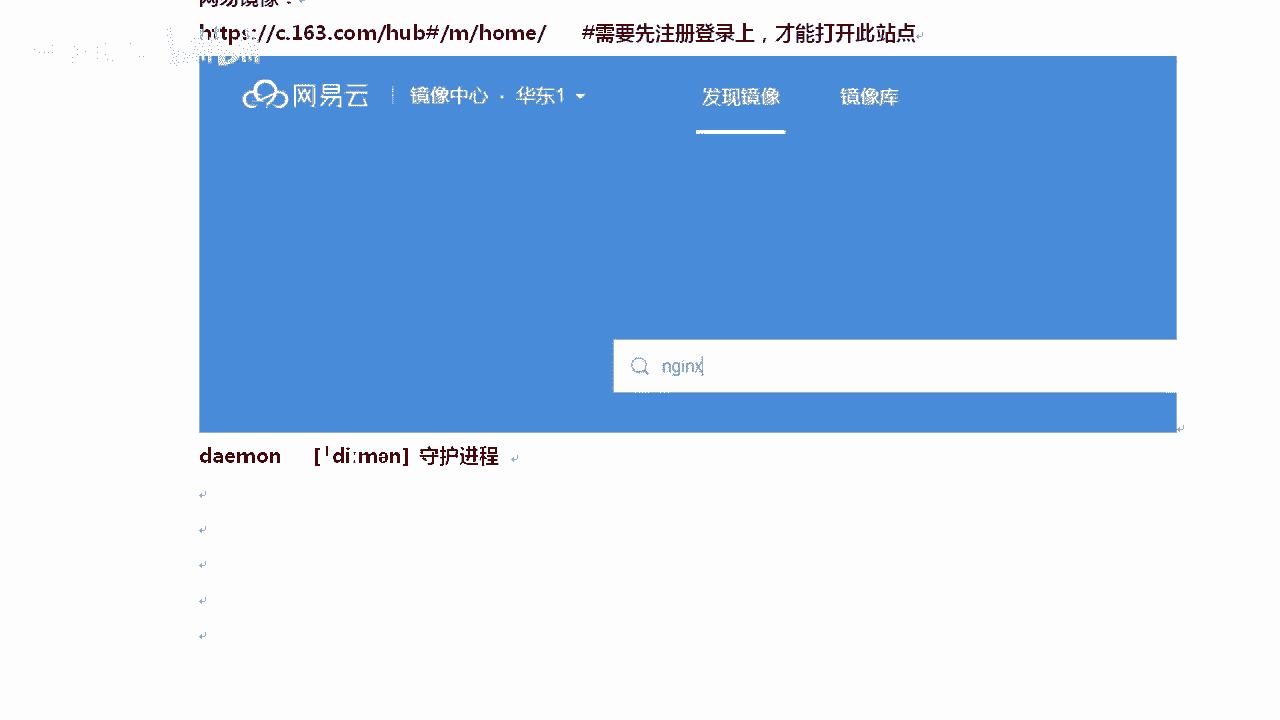 网易镜像：
https://c.163.com/hub#/m/home/ #需要先注册登录上，才能打开此站点
网易云 | 镜像中心 · 华东1 发现镜像 镜像库
nginx
daemon [ˈdiːmən] 守护进程